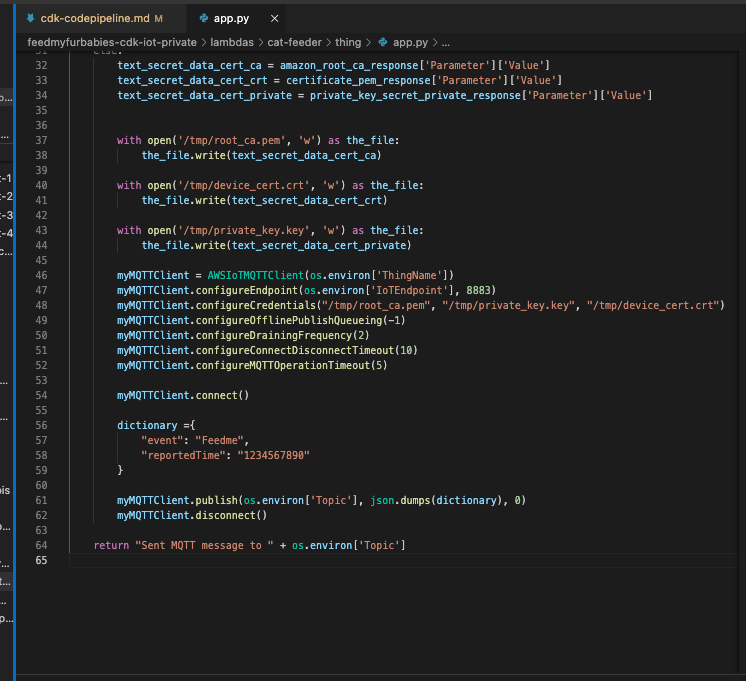 cdk-codepipeline.md M
app.py
feedmyfurbabies-cdk-iot-private > lambdas > cat-feeder > thing > app.py > ...
32 text_secret_data_cert_ca = amazon_root_ca_response['Parameter']['Value']
33 text_secret_data_cert_crt = certificate_pem_response['Parameter']['Value']
34 text_secret_data_cert_private = private_key_secret_private_response['Parameter']['Value']
35
36
37 with open('/tmp/root_ca.pem', 'w') as the_file:
38 the_file.write(text_secret_data_cert_ca)
39
40 with open('/tmp/device_cert.crt', 'w') as the_file:
41 the_file.write(text_secret_data_cert_crt)
42
43 with open('/tmp/private_key.key', 'w') as the_file:
44 the_file.write(text_secret_data_cert_private)
45
46 myMQTTClient = AWSIoTMQTTClient(os.environ['ThingName'])
47 myMQTTClient.configureEndpoint(os.environ['IoTEndpoint'], 8883)
48 myMQTTClient.configureCredentials("/tmp/root_ca.pem", "/tmp/private_key.key", "/tmp/device_cert.crt")
49 myMQTTClient.configureOfflinePublishQueueing(-1)
50 myMQTTClient.configureDrainingFrequency(2)
51 myMQTTClient.configureConnectDisconnectTimeout(10)
52 myMQTTClient.configureMQTTOperationTimeout(5)
53
54 myMQTTClient.connect()
55
56 dictionary ={
57 "event": "Feedme",
58 "reportedTime": "1234567890"
59 }
60
61 myMQTTClient.publish(os.environ['Topic'], json.dumps(dictionary), 0)
62 myMQTTClient.disconnect()
63
64 return "Sent MQTT message to " + os.environ['Topic']
65